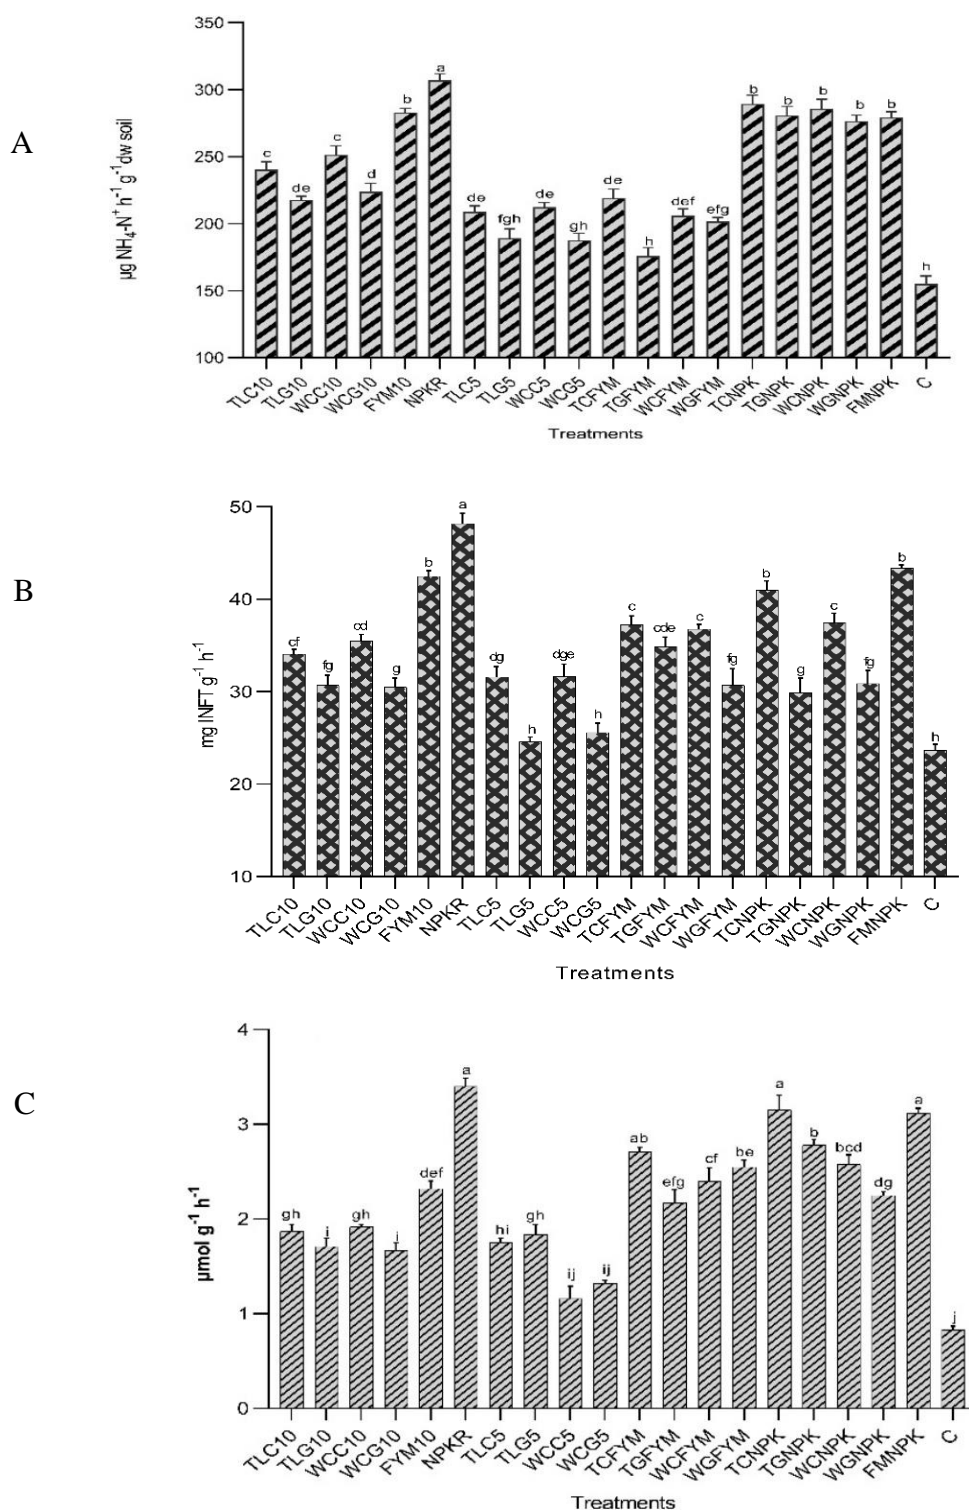 A
350
300
250
200
150
100
µg NH₄-N⁺ h⁻¹ g⁻¹ dw soil
c de c d b a de fgh de gh de h def efg b b b b b h
TLC10 TLG10 WCC10 WCG10 FYM10 NPKR TLC5 TLG5 WCC5 WCG5 TCFYM TGFYM WCFYM WGFYM TCNPK TGNPK WCNPK WGNPK FMNPK C
Treatments
B
50
40
30
20
10
mg INFT g⁻¹ h⁻¹
cf fg cd g b a dg h dge h c cde c fg b g c fg b h
TLC10 TLG10 WCC10 WCG10 FYM10 NPKR TLC5 TLG5 WCC5 WCG5 TCFYM TGFYM WCFYM WGFYM TCNPK TGNPK WCNPK WGNPK FMNPK C
Treatments
C
4
3
2
1
0
µmol g⁻¹ h⁻¹
gh i gh i def a hi gh ij ij ab efg cf be a b bcd dg a j
TLC10 TLG10 WCC10 WCG10 FYM10 NPKR TLC5 TLG5 WCC5 WCG5 TCFYM TGFYM WCFYM WGFYM TCNPK TGNPK WCNPK WGNPK FMNPK C
Treatments